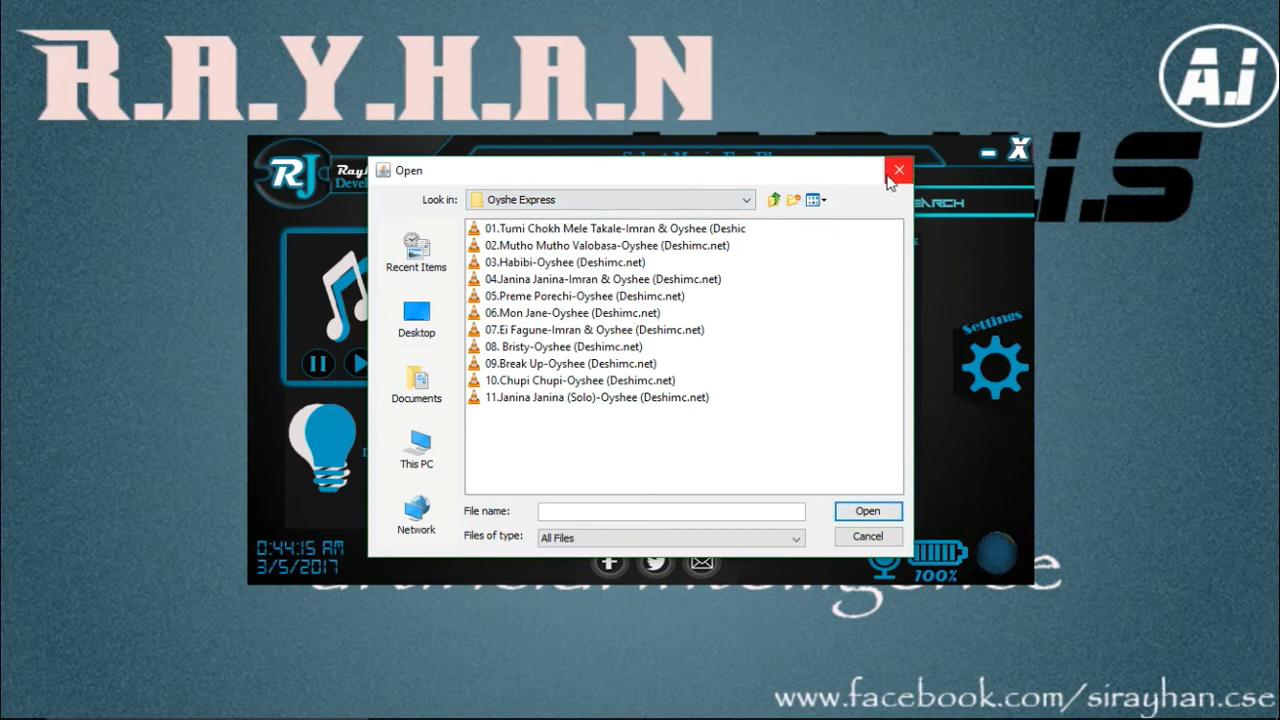 R.A.Y.H.A.N
A.I
RJ
Open
Look in:
Oyshe Express
01.Tumi Chokh Mele Takale-Imran & Oyshee (Deshic
02.Mutho Mutho Valobasa-Oyshee (Deshimc.net)
03.Habibi-Oyshee (Deshimc.net)
04.Janina Janina-Imran & Oyshee (Deshimc.net)
05.Preme Porechi-Oyshee (Deshimc.net)
06.Mon Jane-Oyshee (Deshimc.net)
07.Ei Fagune-Imran & Oyshee (Deshimc.net)
08. Bristy-Oyshee (Deshimc.net)
09.Break Up-Oyshee (Deshimc.net)
10.Chupi Chupi-Oyshee (Deshimc.net)
11.Janina Janina (Solo)-Oyshee (Deshimc.net)
Recent Items
Desktop
Documents
This PC
Network
File name:
Open
Files of type:
All Files
Cancel
Settings
0:44:15 AM
3/5/2017
100%
www.facebook.com/sirayhan.cse